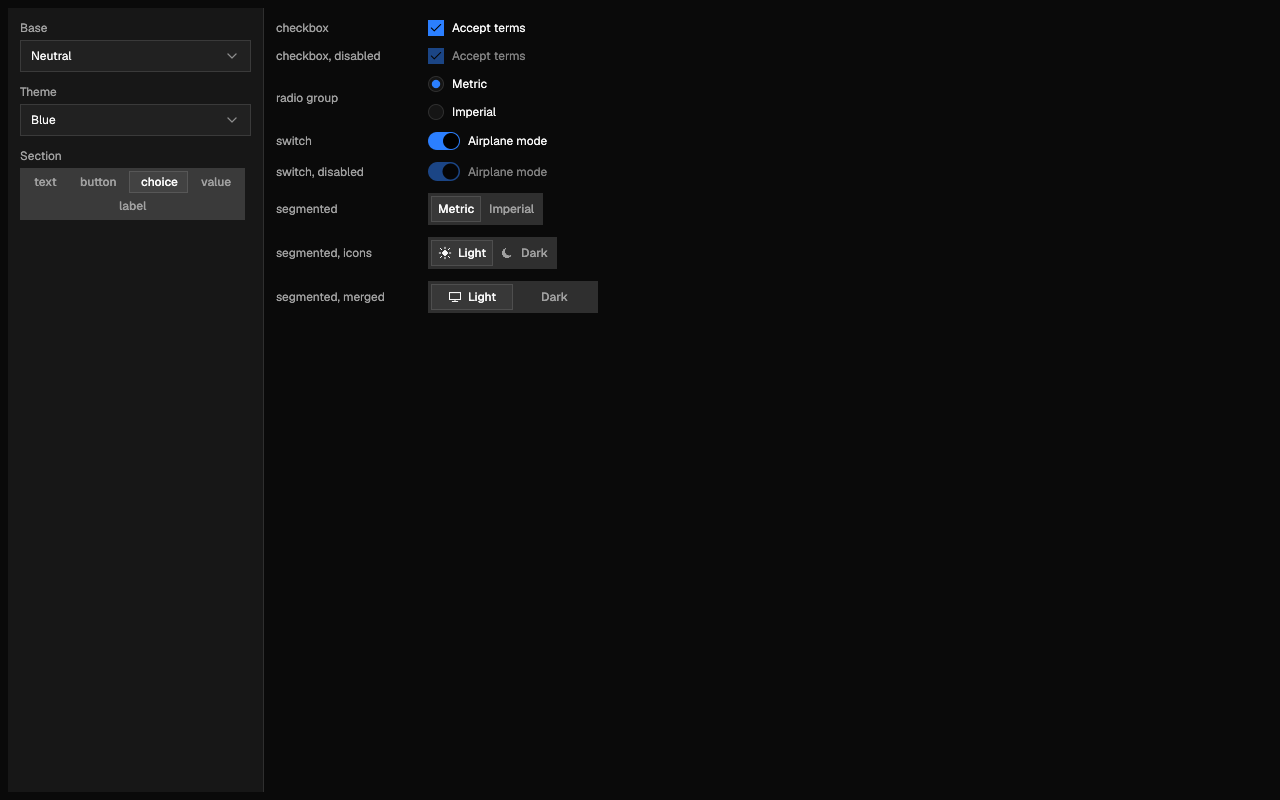 Base
Neutral
Theme
Blue
Section
text button choice value
label
checkbox Accept terms
checkbox, disabled Accept terms
radio group
Metric
Imperial
switch Airplane mode
switch, disabled Airplane mode
segmented Metric Imperial
segmented, icons Light Dark
segmented, merged Light Dark